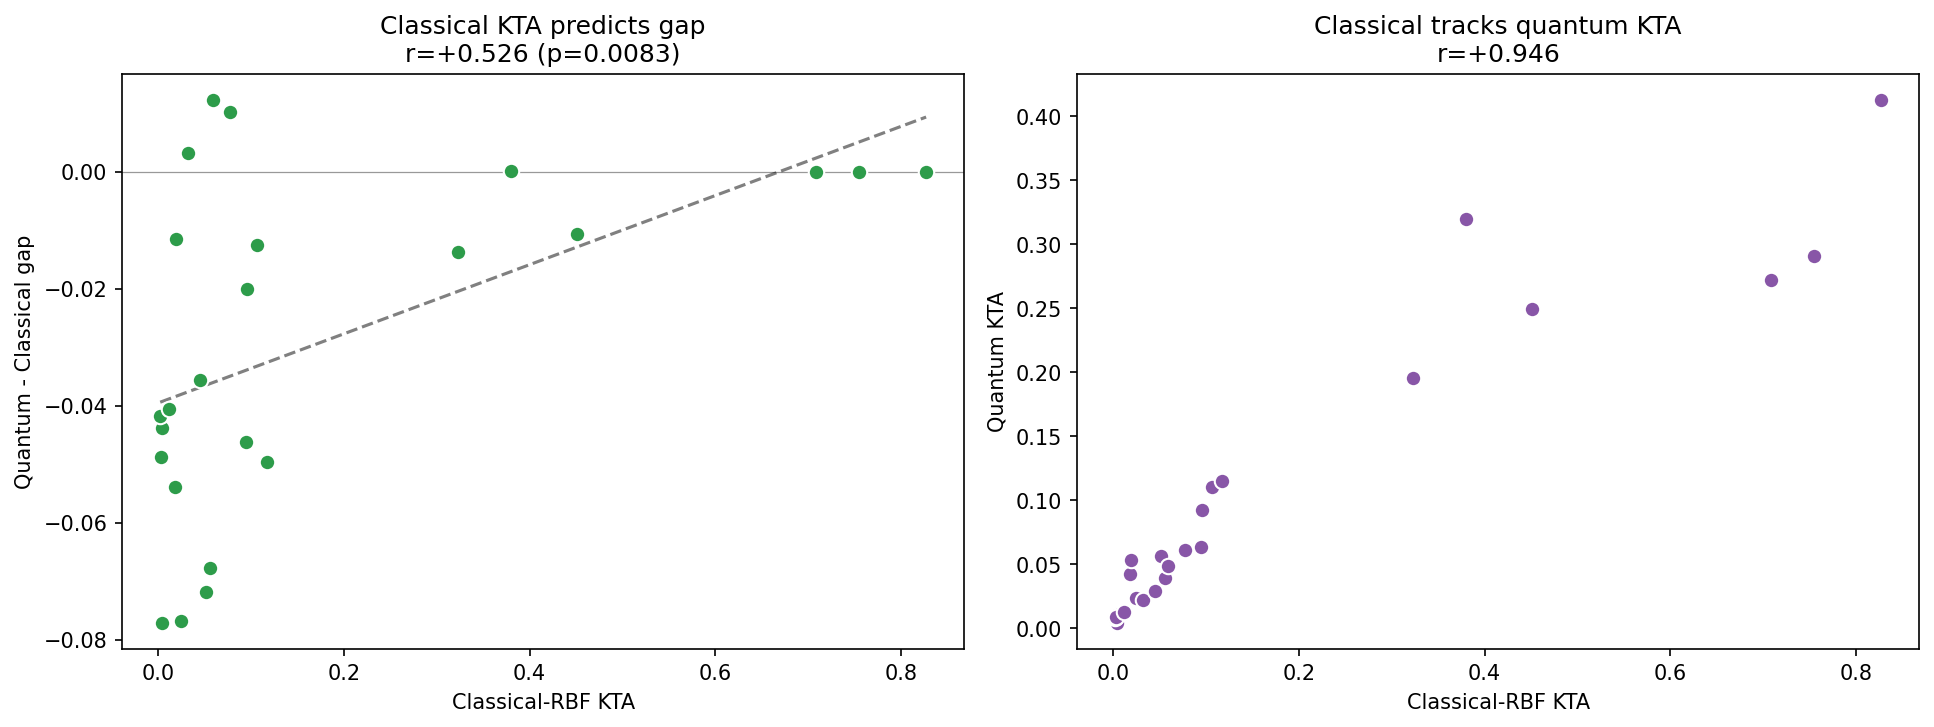 Classical KTA predicts gap
r=+0.526 (p=0.0083)
Quantum - Classical gap
0.00
−0.02
−0.04
−0.06
−0.08
0.0 0.2 0.4 0.6 0.8
Classical-RBF KTA
Classical tracks quantum KTA
r=+0.946
Quantum KTA
0.40
0.35
0.30
0.25
0.20
0.15
0.10
0.05
0.00
0.0 0.2 0.4 0.6 0.8
Classical-RBF KTA